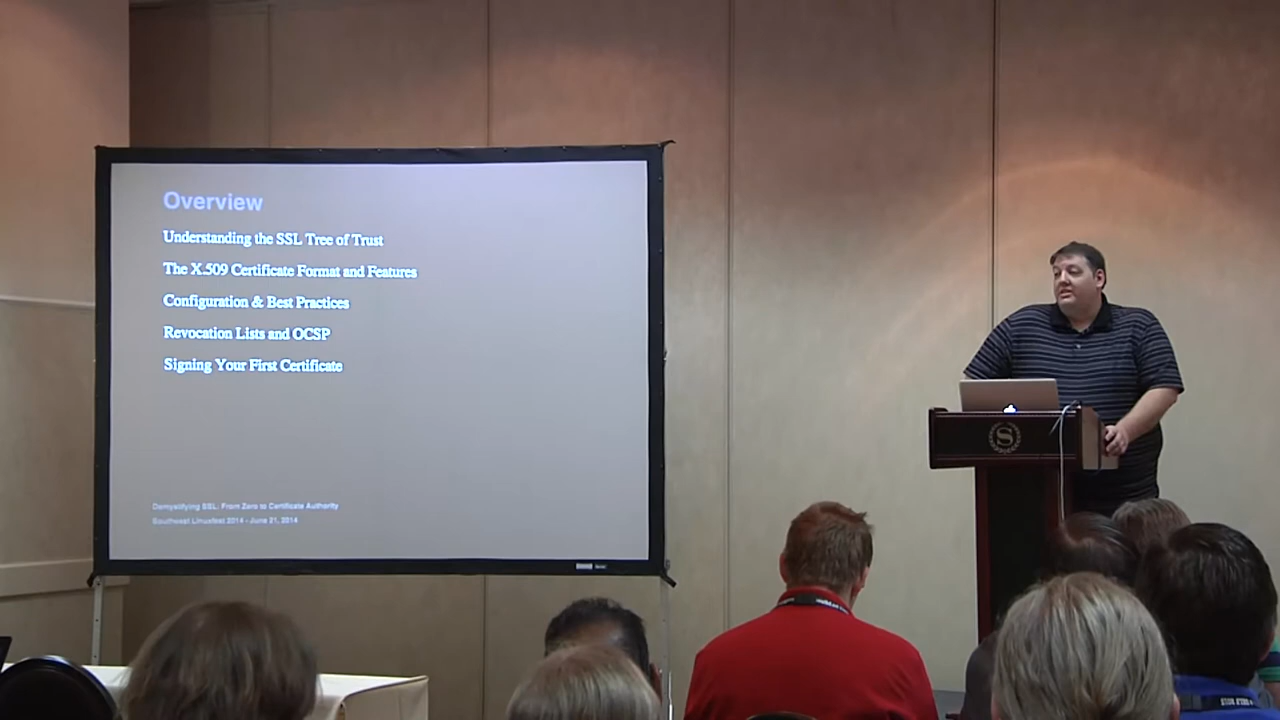 Overview
Understanding the SSL Tree of Trust
The X.509 Certificate Format and Features
Configuration & Best Practices
Revocation Lists and OCSP
Signing Your First Certificate
Demystifying SSL: From Zero to Certificate Authority
Southeast Linuxfest 2014 - June 21, 2014
S